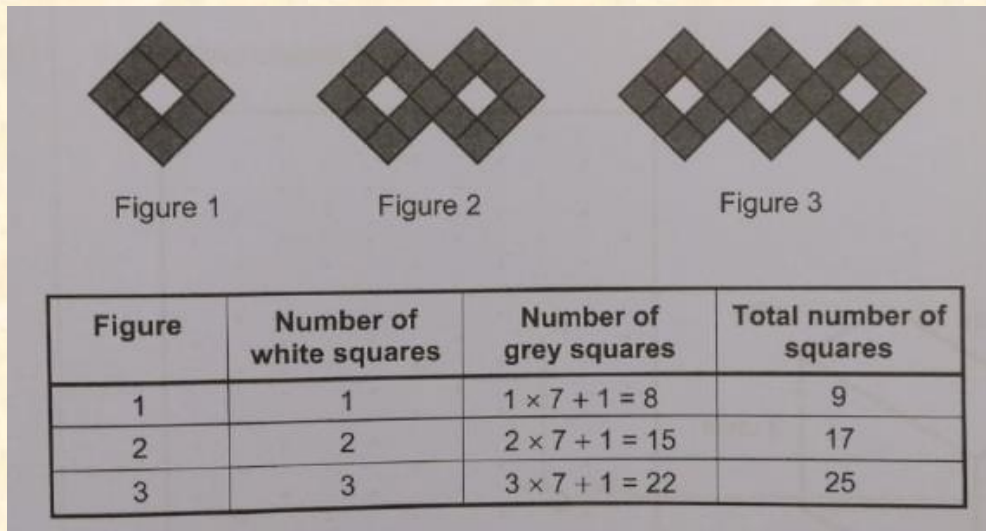 Figure 1 Figure 2 Figure 3
Figure Number of white squares Number of grey squares Total number of squares
1 1 1 × 7 + 1 = 8 9
2 2 2 × 7 + 1 = 15 17
3 3 3 × 7 + 1 = 22 25